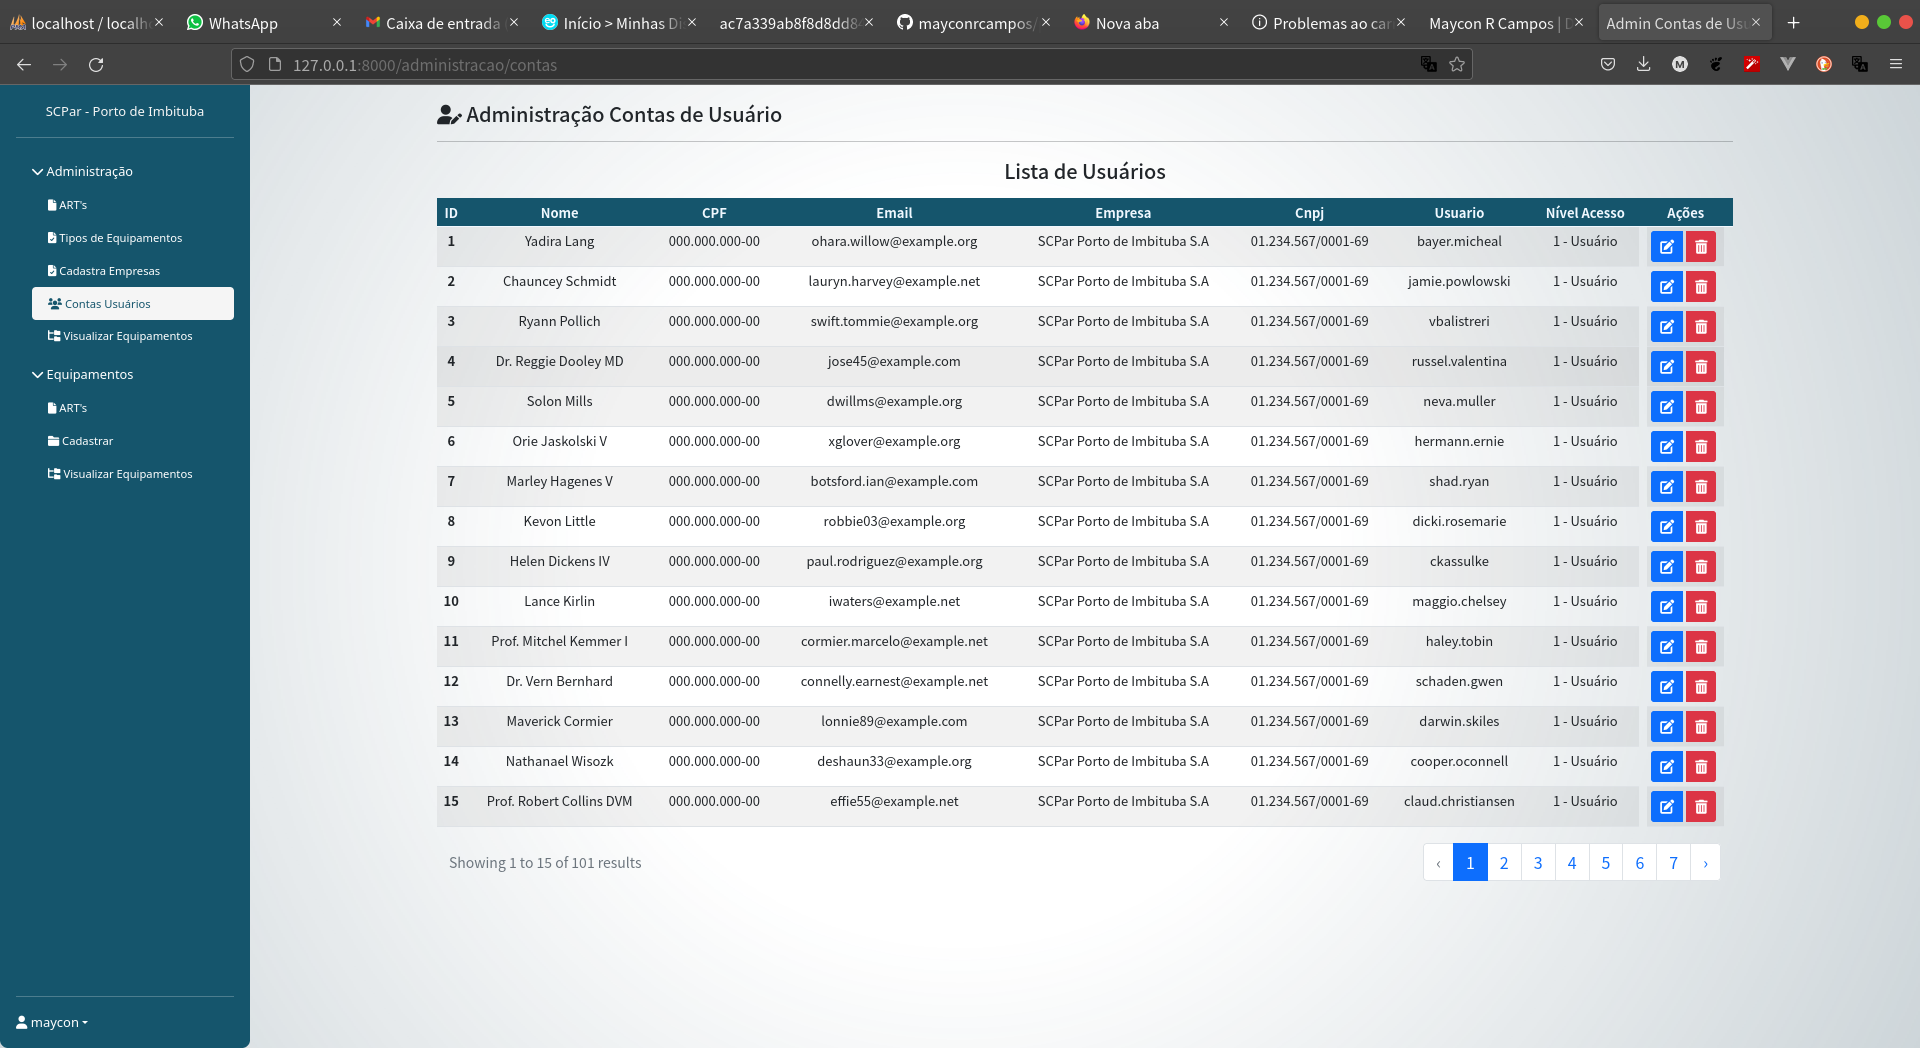 localhost / localh
WhatsApp
Caixa de entrada
Início > Minhas Di
ac7a339ab8f8d8dd8
mayconrcampos/
Nova aba
Problemas ao car
Maycon R Campos | D
Admin Contas de Us
127.0.0.1:8000/administracao/contas
SCPar - Porto de Imbituba
Administração
ART's
Tipos de Equipamentos
Cadastra Empresas
Contas Usuários
Visualizar Equipamentos
Equipamentos
ART's
Cadastrar
Visualizar Equipamentos
maycon
Administração Contas de Usuário
Lista de Usuários
ID Nome CPF Email Empresa Cnpj Usuario Nível Acesso Ações
1 Yadira Lang 000.000.000-00 ohara.willow@example.org SCPar Porto de Imbituba S.A 01.234.567/0001-69 bayer.micheal 1 - Usuário
2 Chauncey Schmidt 000.000.000-00 lauryn.harvey@example.net SCPar Porto de Imbituba S.A 01.234.567/0001-69 jamie.powlowski 1 - Usuário
3 Ryann Pollich 000.000.000-00 swift.tommie@example.org SCPar Porto de Imbituba S.A 01.234.567/0001-69 vbalistreri 1 - Usuário
4 Dr. Reggie Dooley MD 000.000.000-00 jose45@example.com SCPar Porto de Imbituba S.A 01.234.567/0001-69 russel.valentina 1 - Usuário
5 Solon Mills 000.000.000-00 dwillms@example.org SCPar Porto de Imbituba S.A 01.234.567/0001-69 neva.muller 1 - Usuário
6 Orie Jaskolski V 000.000.000-00 xglover@example.org SCPar Porto de Imbituba S.A 01.234.567/0001-69 hermann.ernie 1 - Usuário
7 Marley Hagenes V 000.000.000-00 botsford.ian@example.com SCPar Porto de Imbituba S.A 01.234.567/0001-69 shad.ryan 1 - Usuário
8 Kevon Little 000.000.000-00 robbie03@example.org SCPar Porto de Imbituba S.A 01.234.567/0001-69 dicki.rosemarie 1 - Usuário
9 Helen Dickens IV 000.000.000-00 paul.rodriguez@example.org SCPar Porto de Imbituba S.A 01.234.567/0001-69 ckassulke 1 - Usuário
10 Lance Kirlin 000.000.000-00 iwaters@example.net SCPar Porto de Imbituba S.A 01.234.567/0001-69 maggio.chelsey 1 - Usuário
11 Prof. Mitchel Kemmer I 000.000.000-00 cormier.marcelo@example.net SCPar Porto de Imbituba S.A 01.234.567/0001-69 haley.tobin 1 - Usuário
12 Dr. Vern Bernhard 000.000.000-00 connelly.earnest@example.net SCPar Porto de Imbituba S.A 01.234.567/0001-69 schaden.gwen 1 - Usuário
13 Maverick Cormier 000.000.000-00 lonnie89@example.com SCPar Porto de Imbituba S.A 01.234.567/0001-69 darwin.skiles 1 - Usuário
14 Nathanael Wisozk 000.000.000-00 deshaun33@example.org SCPar Porto de Imbituba S.A 01.234.567/0001-69 cooper.oconnell 1 - Usuário
15 Prof. Robert Collins DVM 000.000.000-00 effie55@example.net SCPar Porto de Imbituba S.A 01.234.567/0001-69 claud.christiansen 1 - Usuário
Showing 1 to 15 of 101 results
‹ 1 2 3 4 5 6 7 ›